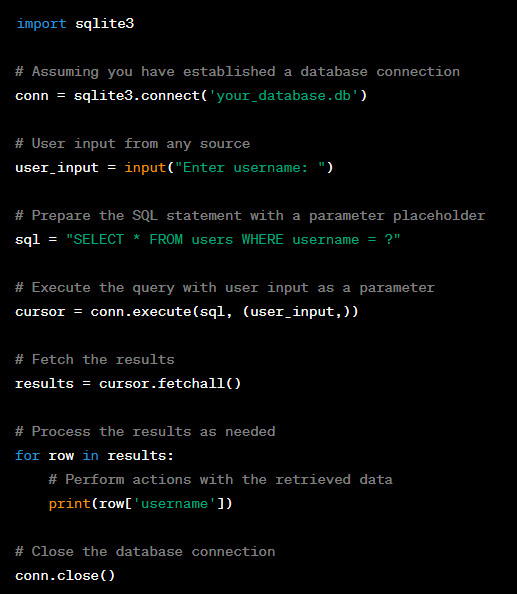 import sqlite3
# Assuming you have established a database connection
conn = sqlite3.connect('your_database.db')
# User input from any source
user_input = input("Enter username: ")
# Prepare the SQL statement with a parameter placeholder
sql = "SELECT * FROM users WHERE username = ?"
# Execute the query with user input as a parameter
cursor = conn.execute(sql, (user_input,))
# Fetch the results
results = cursor.fetchall()
# Process the results as needed
for row in results:
    # Perform actions with the retrieved data
    print(row['username'])
# Close the database connection
conn.close()